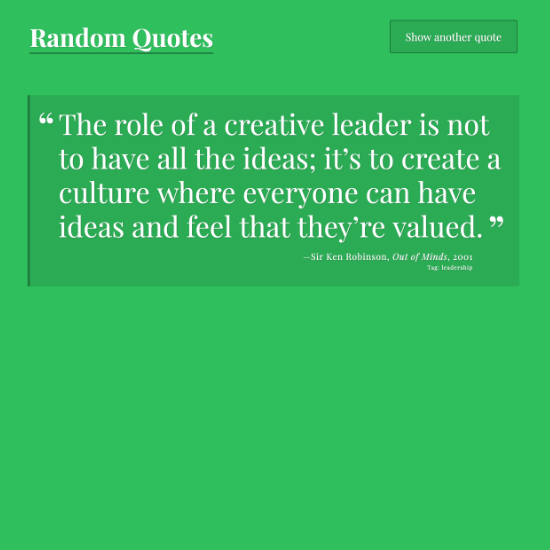 Random Quotes
Show another quote
“ The role of a creative leader is not
to have all the ideas; it’s to create a
culture where everyone can have
ideas and feel that they’re valued. ”
—Sir Ken Robinson, Out of Minds, 2001
Tag: leadership